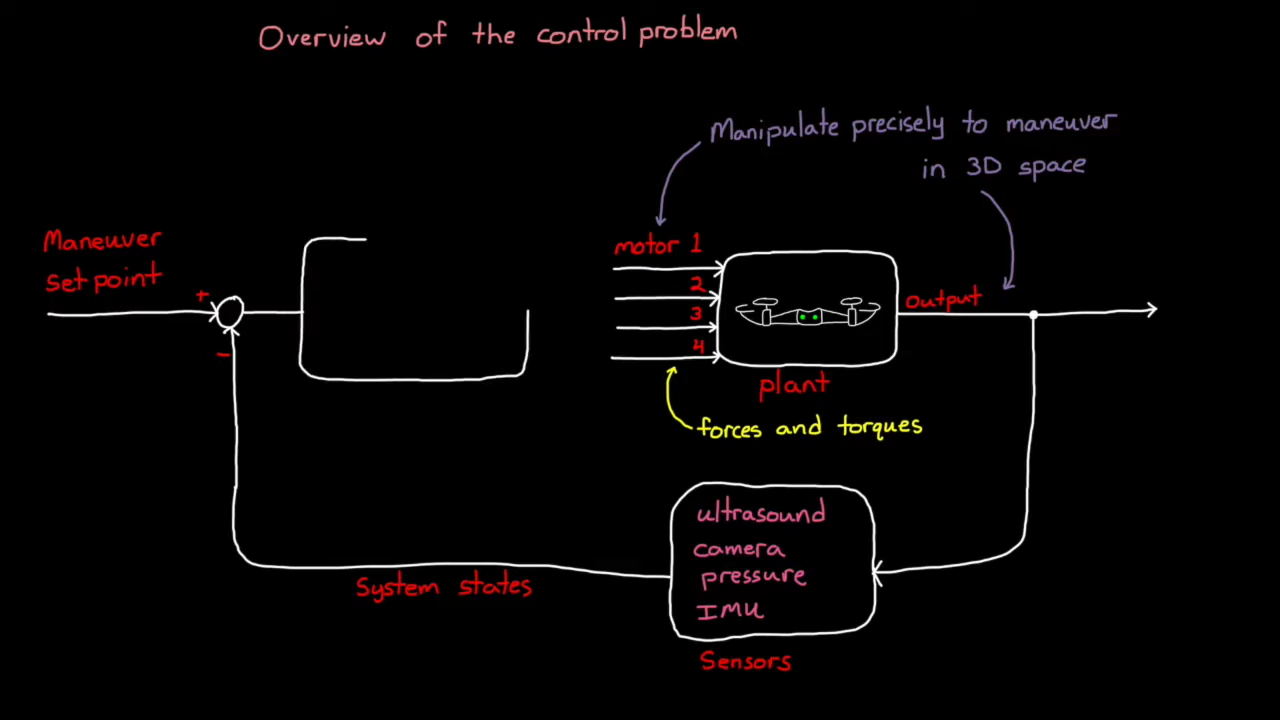 Overview of the control problem
Manipulate precisely to maneuver
in 3D space
Maneuver
set point
+
-
motor 1
2
3
4
output
plant
forces and torques
ultrasound
camera
pressure
IMU
System states
Sensors